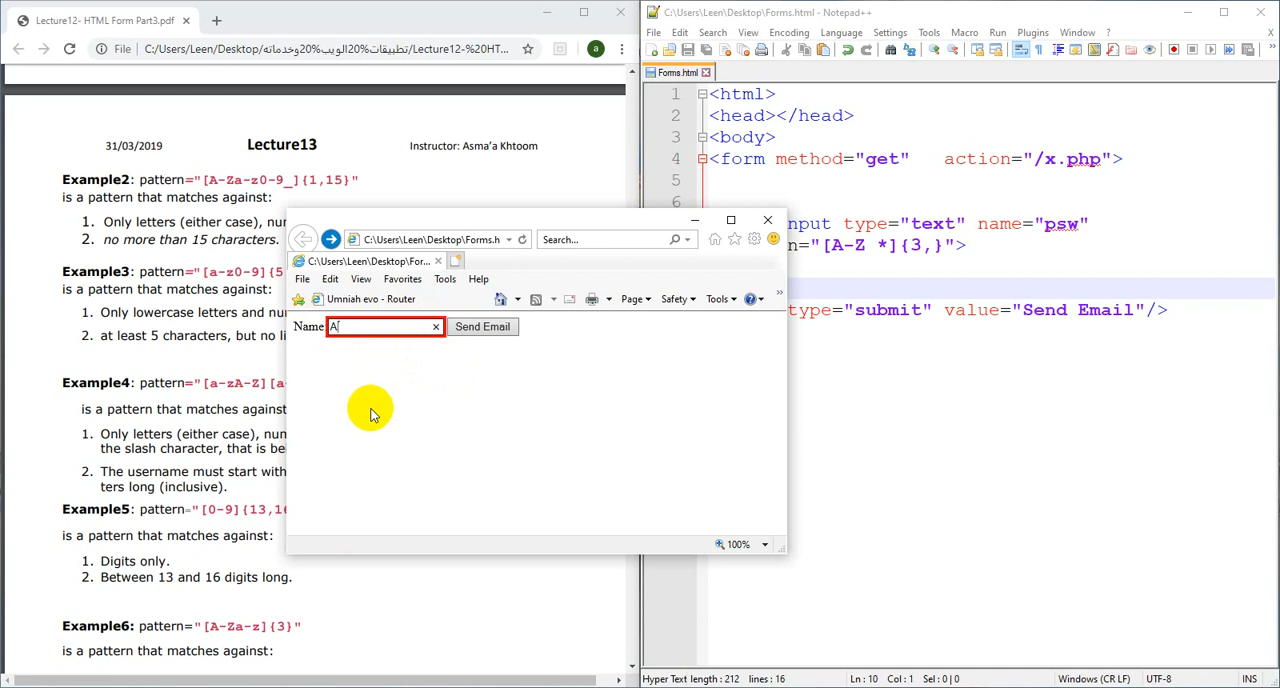 Lecture12- HTML Form Part3.pdf
File
C:/Users/Leen/Desktop/تطبيقات%20الويب%20وخدماته/Lecture12-%20HT...
a
31/03/2019 Lecture13 Instructor: Asma'a Khtoom
Example2: pattern="[A-Za-z0-9_]{1,15}"
is a pattern that matches against:
1. Only letters (either case), nu
2. no more than 15 characters.
Example3: pattern="[a-z0-9]{5
is a pattern that matches against:
1. Only lowercase letters and nu
2. at least 5 characters, but no li
Example4: pattern="[a-zA-Z][a-
is a pattern that matches against
1. Only letters (either case), nu
the slash character, that is be
2. The username must start with
ters long (inclusive).
Example5: pattern="[0-9]{13,16
is a pattern that matches against:
1. Digits only.
2. Between 13 and 16 digits long.
Example6: pattern="[A-Za-z]{3}"
is a pattern that matches against:
C:\Users\Leen\Desktop\Forms.h
Search...
C:\Users\Leen\Desktop\For...
File Edit View Favorites Tools Help
Umniah evo - Router
Page Safety Tools
Name A Send Email
100%
C:\Users\Leen\Desktop\Forms.html - Notepad++
File Edit Search View Encoding Language Settings Tools Macro Run Plugins Window ? X
Forms.html
1 <html>
2 <head></head>
3 <body>
4 <form method="get" action="/x.php">
5
6
nput type="text" name="psw"
n="[A-Z *]{3,}">
type="submit" value="Send Email"/>
Hyper Text length : 212 lines : 16 Ln : 10 Col : 1 Sel : 0 | 0 Windows (CR LF) UTF-8 INS